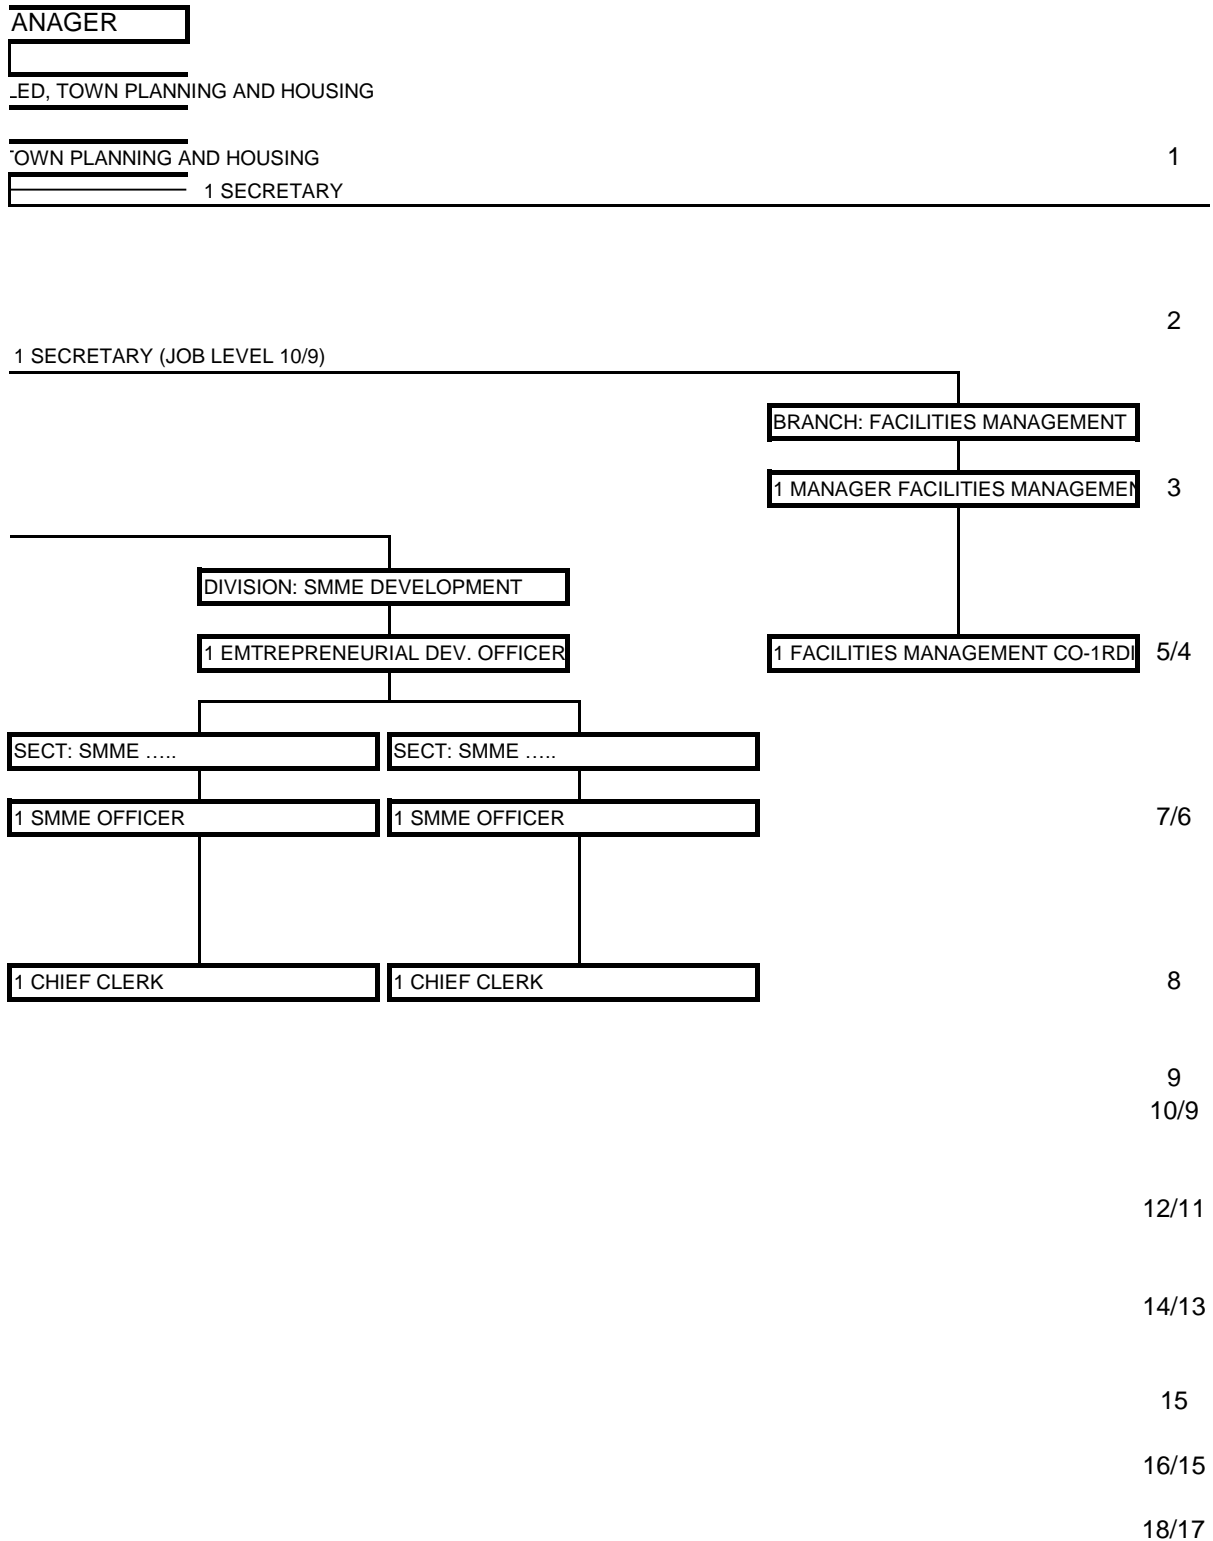 ANAGER
LED, TOWN PLANNING AND HOUSING
TOWN PLANNING AND HOUSING 1
1 SECRETARY
2
1 SECRETARY (JOB LEVEL 10/9)
BRANCH: FACILITIES MANAGEMENT
1 MANAGER FACILITIES MANAGEMEN 3
DIVISION: SMME DEVELOPMENT
1 EMTREPRENEURIAL DEV. OFFICER 1 FACILITIES MANAGEMENT CO-1RDI 5/4
SECT: SMME ….. SECT: SMME …..
1 SMME OFFICER 1 SMME OFFICER 7/6
1 CHIEF CLERK 1 CHIEF CLERK 8
9
10/9
12/11
14/13
15
16/15
18/17